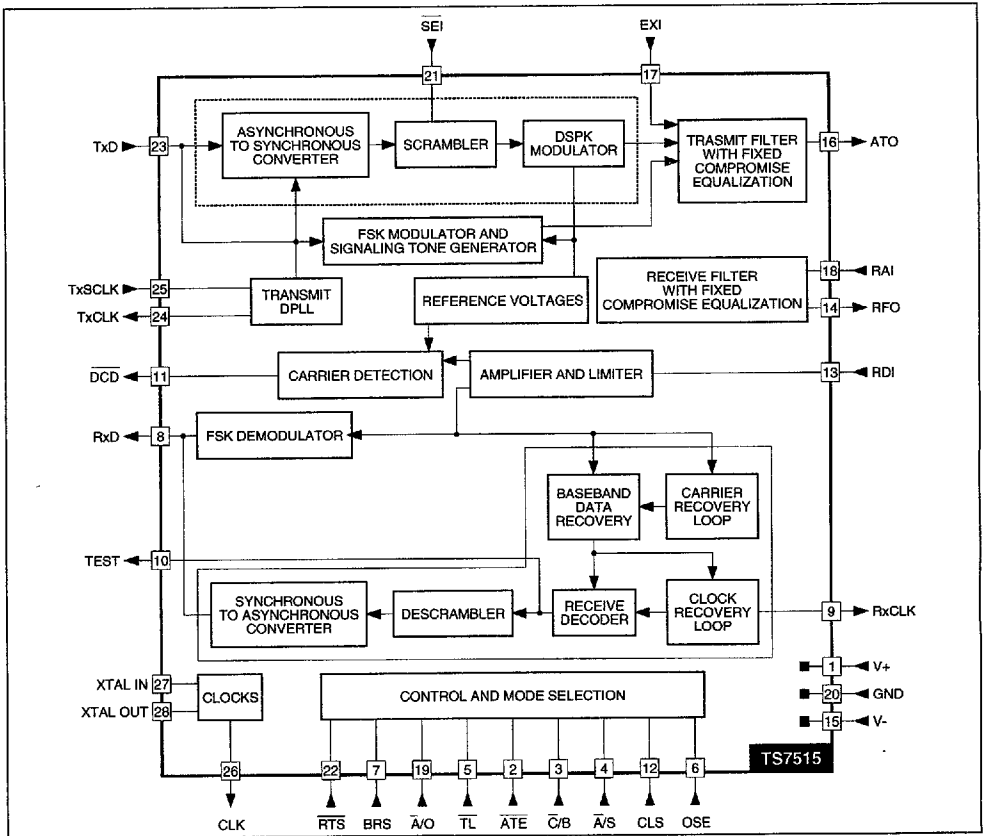 SEI
EXI
21
17
TxD
23
ASYNCHRONOUS
TO SYNCHRONOUS
CONVERTER
SCRAMBLER
DSPK
MODULATOR
TRASMIT FILTER
WITH FIXED
COMPROMISE
EQUALIZATION
16
ATO
FSK MODULATOR AND
SIGNALING TONE GENERATOR
TxSCLK
25
TxCLK
24
TRANSMIT
DPLL
REFERENCE VOLTAGES
RECEIVE FILTER
WITH FIXED
COMPROMISE EQUALIZATION
18
RAI
14
RFO
DCD
11
CARRIER DETECTION
AMPLIFIER AND LIMITER
13
RDI
RxD
8
FSK DEMODULATOR
BASEBAND
DATA
RECOVERY
CARRIER
RECOVERY
LOOP
TEST
10
SYNCHRONOUS
TO ASYNCHRONOUS
CONVERTER
DESCRAMBLER
RECEIVE
DECODER
CLOCK
RECOVERY
LOOP
9
RxCLK
1
V+
20
GND
15
V-
XTAL IN
27
XTAL OUT
28
CLOCKS
CONTROL AND MODE SELECTION
TS7515
26
22
7
19
5
2
3
4
12
6
CLK
RTS
BRS
A/O
TL
ATE
C/B
A/S
CLS
OSE